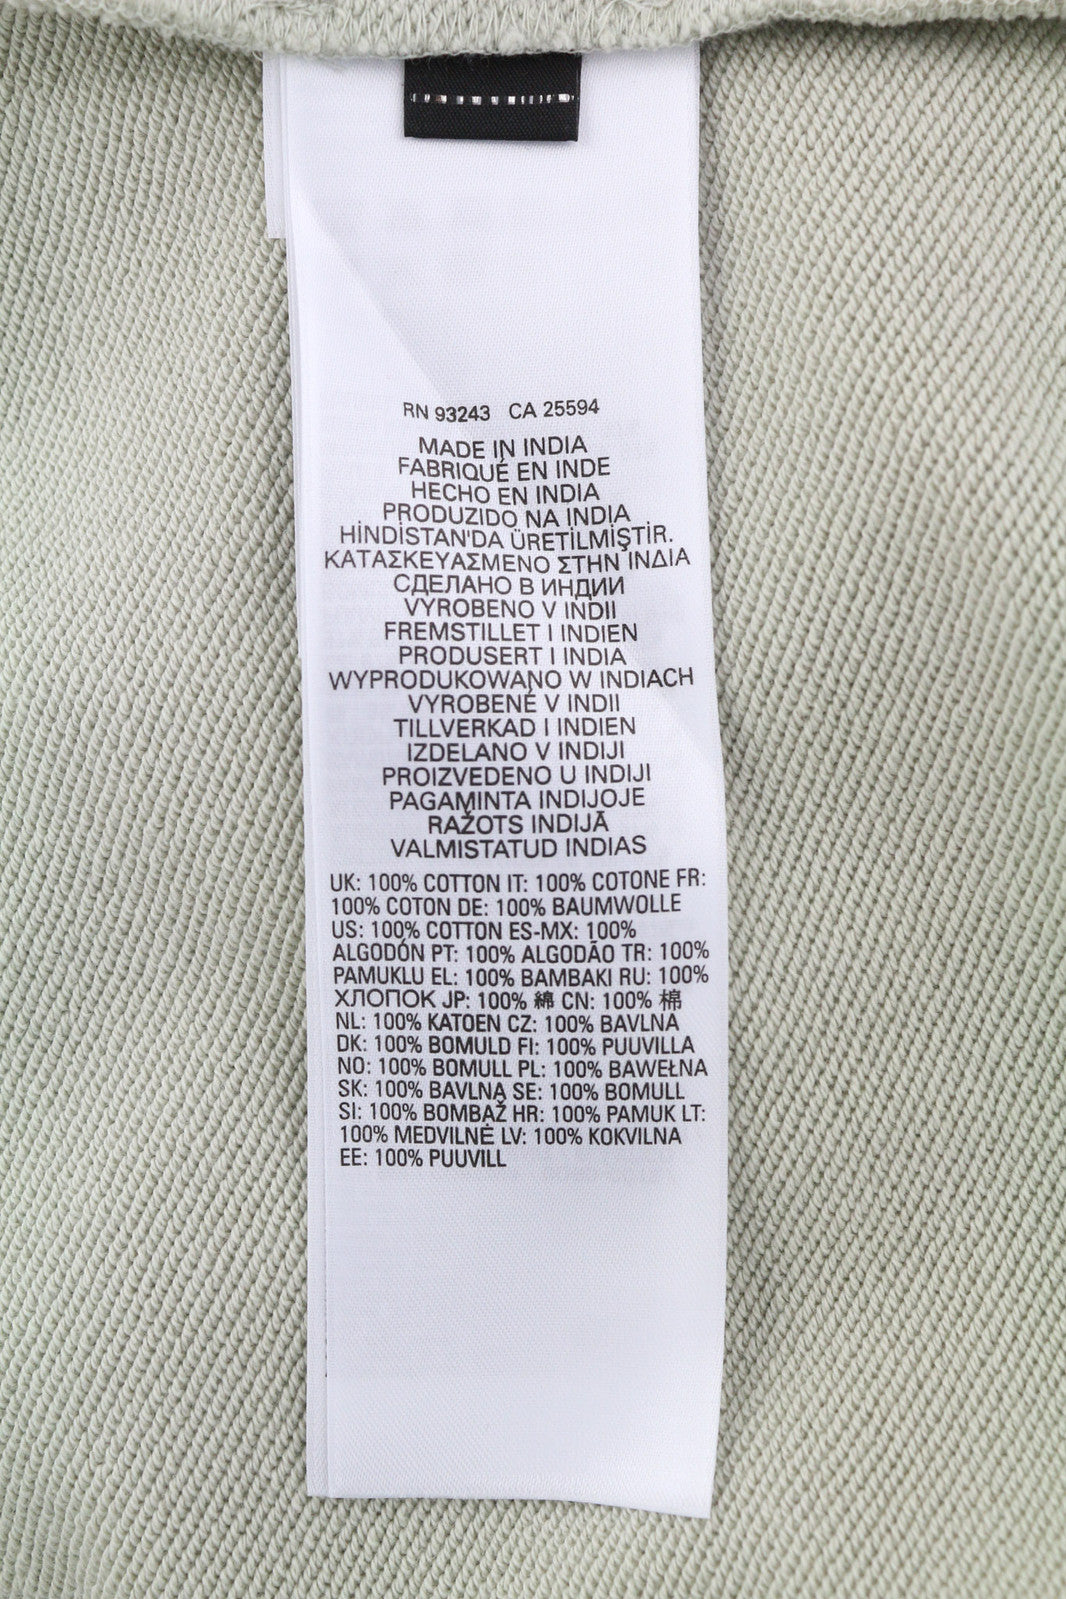 RN 93243 CA 25594
MADE IN INDIA
FABRIQUÉ EN INDE
HECHO EN INDIA
PRODUZIDO NA INDIA
HİNDİSTAN'DA ÜRETİLMİŞTİR.
ΚΑΤΑΣΚΕΥΑΣΜΕΝΟ ΣΤΗΝ ΙΝΔΙΑ
СДЕЛАНО В ИНДИИ
VYROBENO V INDII
FREMSTILLET I INDIEN
PRODUSERT I INDIA
WYPRODUKOWANO W INDIACH
VYROBENÉ V INDII
TILLVERKAD I INDIEN
IZDELANO V INDIJI
PROIZVEDENO U INDIJI
PAGAMINTA INDIJOJE
RAŽOTS INDIJĀ
VALMISTATUD INDIAS
UK: 100% COTTON IT: 100% COTONE FR:
100% COTON DE: 100% BAUMWOLLE
US: 100% COTTON ES-MX: 100%
ALGODÓN PT: 100% ALGODÃO TR: 100%
PAMUKLU EL: 100% ΒΑΜΒΑΚΙ RU: 100%
ХЛОПОК JP: 100% 綿 CN: 100% 棉
NL: 100% KATOEN CZ: 100% BAVLNA
DK: 100% BOMULD FI: 100% PUUVILLA
NO: 100% BOMULL PL: 100% BAWEŁNA
SK: 100% BAVLNA SE: 100% BOMULL
SI: 100% BOMBAŽ HR: 100% PAMUK LT:
100% MEDVILNĖ LV: 100% KOKVILNA
EE: 100% PUUVILL